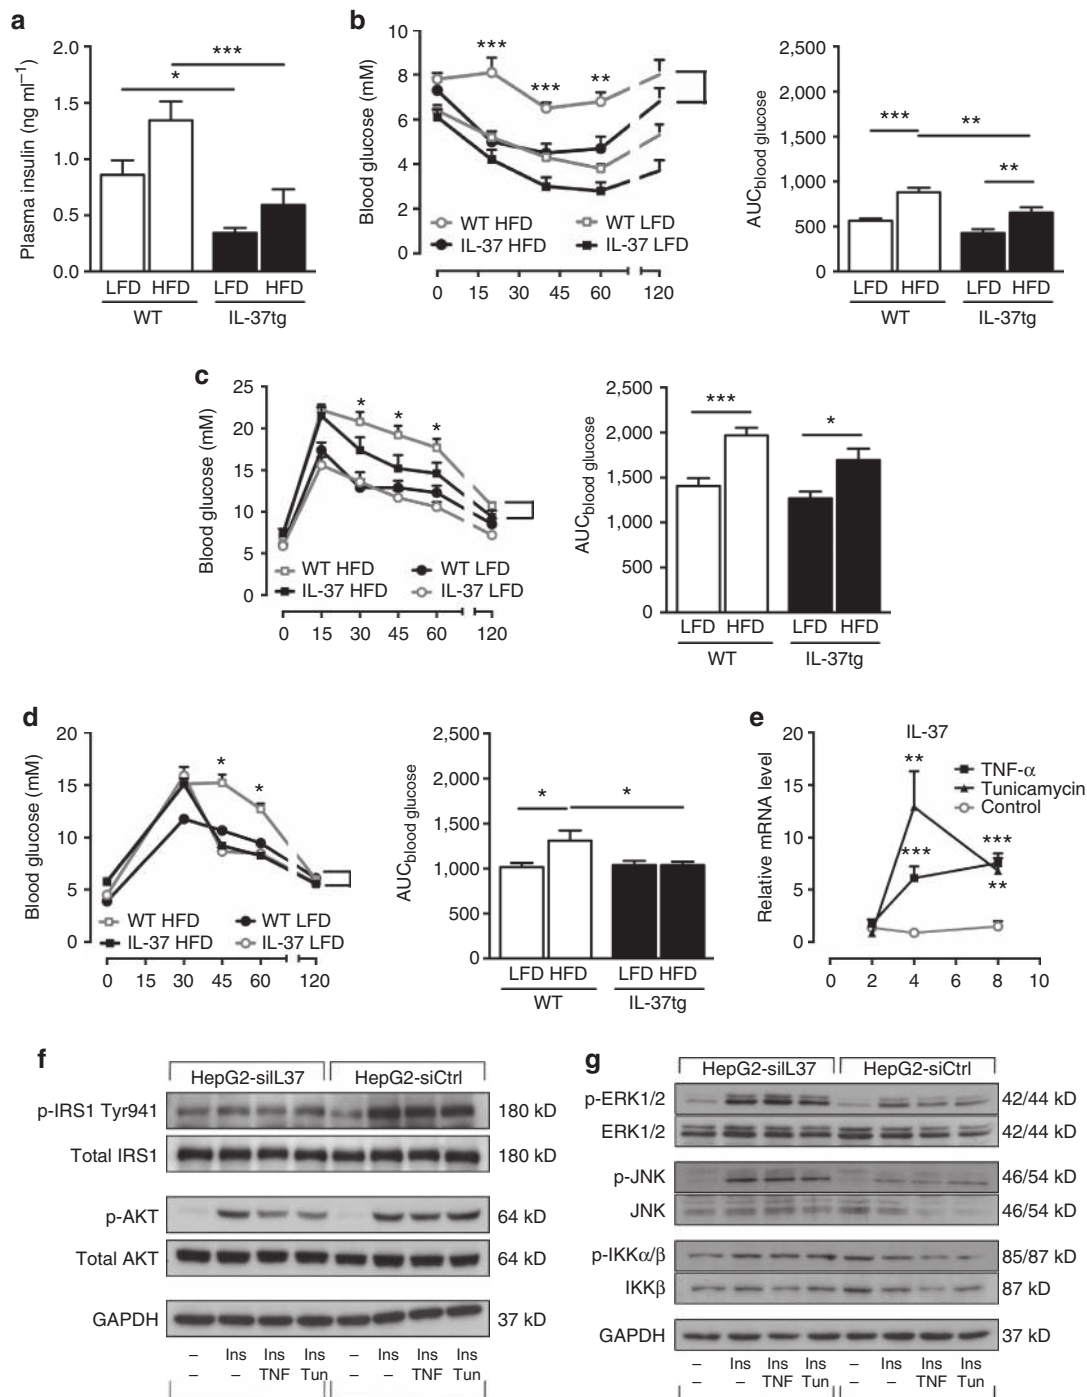 a
Plasma insulin (ng ml⁻¹)
2.0
1.5
1.0
0.5
0.0
*
***
LFD HFD LFD HFD
WT IL-37tg
b
Blood glucose (mM)
10
8
6
4
2
0
***
***
**
WT HFD WT LFD
IL-37 HFD IL-37 LFD
0 15 30 45 60 120
AUC blood glucose
2,500
2,000
1,500
1,000
500
0
***
**
**
LFD HFD LFD HFD
WT IL-37tg
c
Blood glucose (mM)
25
20
15
10
5
0
* * *
WT HFD WT LFD
IL-37 HFD IL-37 LFD
0 15 30 45 60 120
AUC blood glucose
2,500
2,000
1,500
1,000
500
0
***
*
LFD HFD LFD HFD
WT IL-37tg
d
Blood glucose (mM)
20
15
10
5
0
* *
WT HFD WT LFD
IL-37 HFD IL-37 LFD
0 15 30 45 60 120
AUC blood glucose
2,500
2,000
1,500
1,000
500
0
* *
LFD HFD LFD HFD
WT IL-37tg
e
IL-37
Relative mRNA level
20
15
10
5
0
**
***
***
**
TNF-α
Tunicamycin
Control
0 2 4 6 8 10
f
HepG2-silL37 HepG2-siCtrl
p-IRS1 Tyr941 180 kD
Total IRS1 180 kD
p-AKT 64 kD
Total AKT 64 kD
GAPDH 37 kD
– Ins Ins Ins – Ins Ins Ins
– – TNF Tun – – TNF Tun
g
HepG2-silL37 HepG2-siCtrl
p-ERK1/2 42/44 kD
ERK1/2 42/44 kD
p-JNK 46/54 kD
JNK 46/54 kD
p-IKKα/β 85/87 kD
IKKβ 87 kD
GAPDH 37 kD
– Ins Ins Ins – Ins Ins Ins
– – TNF Tun – – TNF Tun